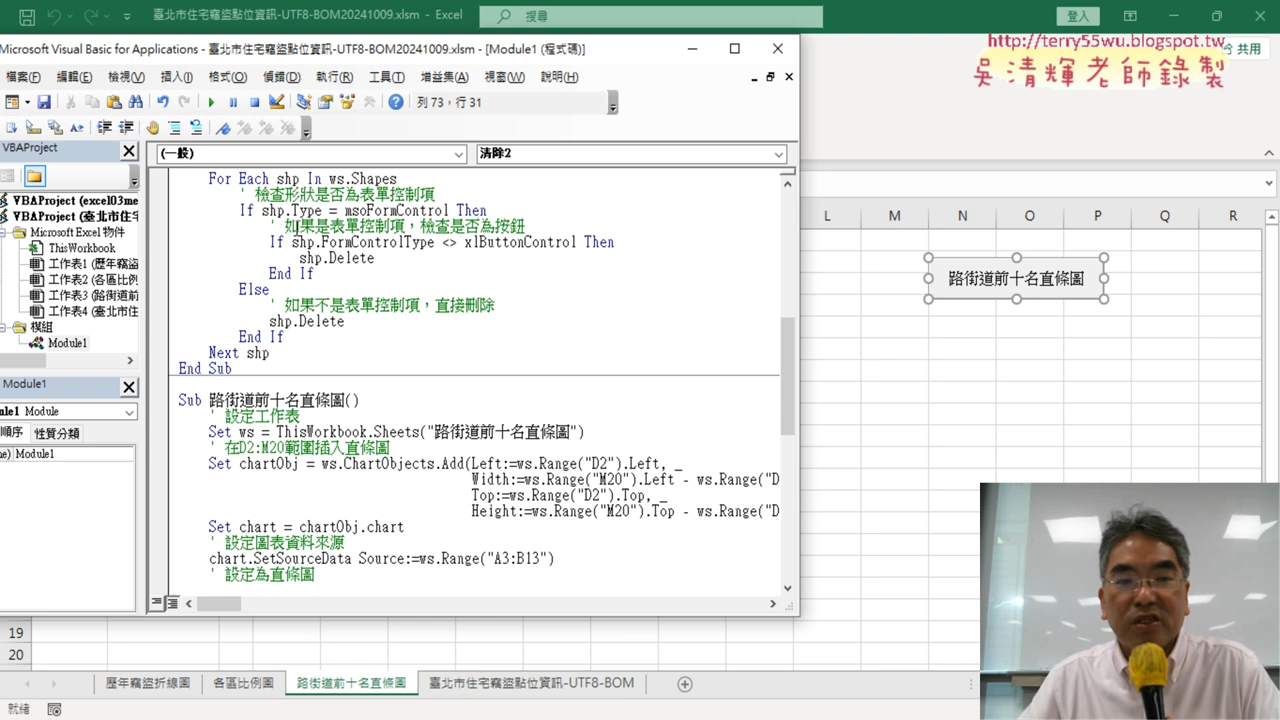 臺北市住宅竊盜點位資訊-UTF8-BOM20241009.xlsm - Excel
搜尋
登入
Microsoft Visual Basic for Applications - 臺北市住宅竊盜點位資訊-UTF8-BOM20241009.xlsm - [Module1 (程式碼)]
http://terry55wu.blogspot.tw
共用
吳清輝老師錄製
檔案(F) 編輯(E) 檢視(V) 插入(I) 格式(O) 偵錯(D) 執行(R) 工具(T) 增益集(A) 視窗(W) 說明(H)
列 73，行 31
VBAProject
(一般)
清除2
VBAProject (excel03me
VBAProject (臺北市住宅
Microsoft Excel 物件
ThisWorkbook
工作表1 (歷年竊盜
工作表2 (各區比例
工作表3 (路街道前
工作表4 (臺北市住
模組
Module1
Module1
ule1 Module
順序 性質分類
ne) Module1
For Each shp In ws.Shapes
' 檢查形狀是否為表單控制項
If shp.Type = msoFormControl Then
' 如果是表單控制項，檢查是否為按鈕
If shp.FormControlType <> xlButtonControl Then
shp.Delete
End If
Else
' 如果不是表單控制項，直接刪除
shp.Delete
End If
Next shp
End Sub
Sub 路街道前十名直條圖()
' 設定工作表
Set ws = ThisWorkbook.Sheets("路街道前十名直條圖")
' 在D2:M20範圍插入直條圖
Set chartObj = ws.ChartObjects.Add(Left:=ws.Range("D2").Left, _
Width:=ws.Range("M20").Left - ws.Range("D
Top:=ws.Range("D2").Top, _
Height:=ws.Range("M20").Top - ws.Range("D
Set chart = chartObj.chart
' 設定圖表資料來源
chart.SetSourceData Source:=ws.Range("A3:B13")
' 設定為直條圖
L M N O P Q R
路街道前十名直條圖
19
20
歷年竊盜折線圖 各區比例圖 路街道前十名直條圖 臺北市住宅竊盜點位資訊-UTF8-BOM
就緒